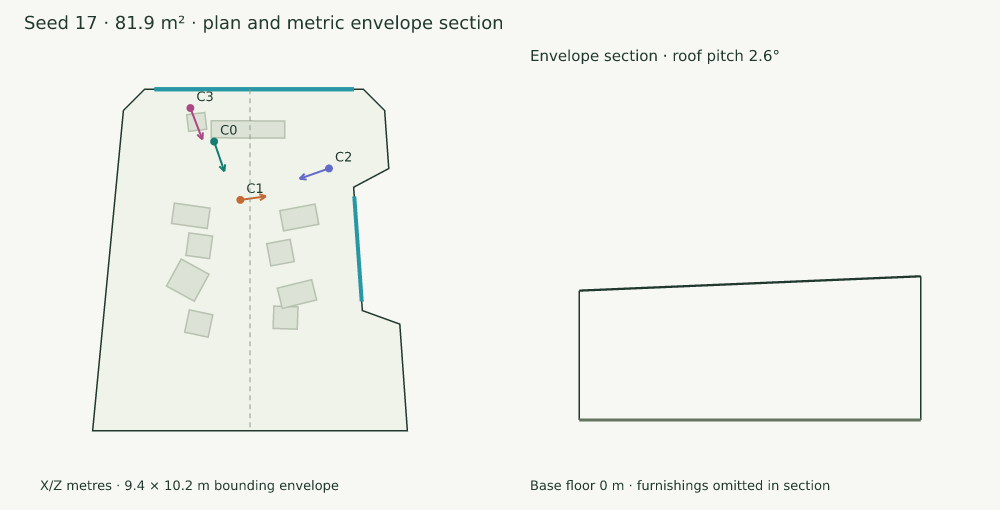 Seed 17 · 81.9 m² · plan and metric envelope section
Envelope section · roof pitch 2.6°
C3
C0
C2
C1
X/Z metres · 9.4 × 10.2 m bounding envelope
Base floor 0 m · furnishings omitted in section